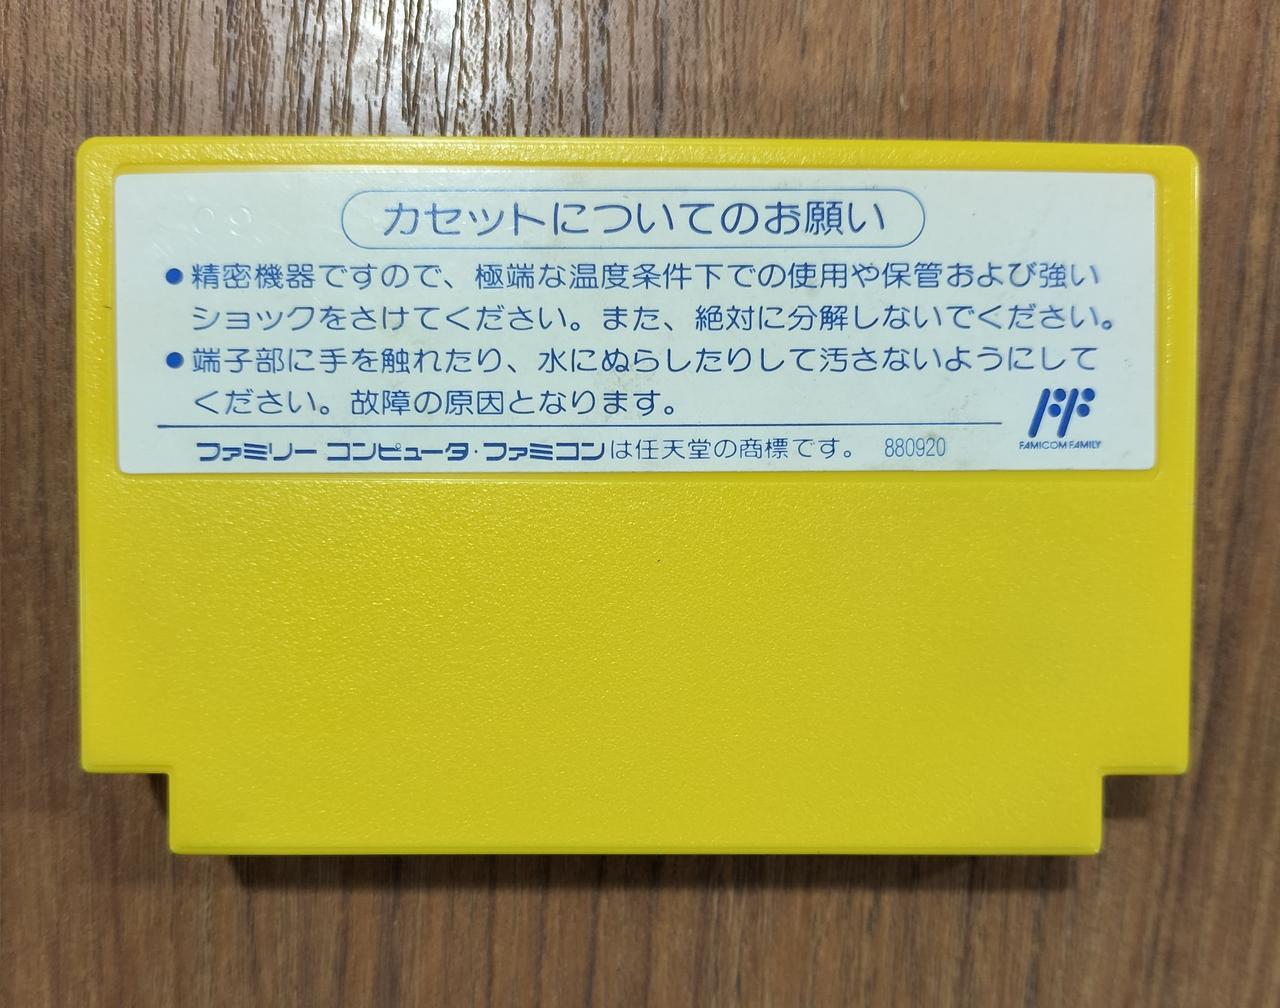 カセットについてのお願い
●精密機器ですので、極端な温度条件下での使用や保管および強い
ショックをさけてください。また、絶対に分解しないでください。
●端子部に手を触れたり、水にぬらしたりして汚さないようにして
ください。故障の原因となります。
FF
FAMICOM FAMILY
ファミリー コンピュータ・ファミコンは任天堂の商標です。 880920